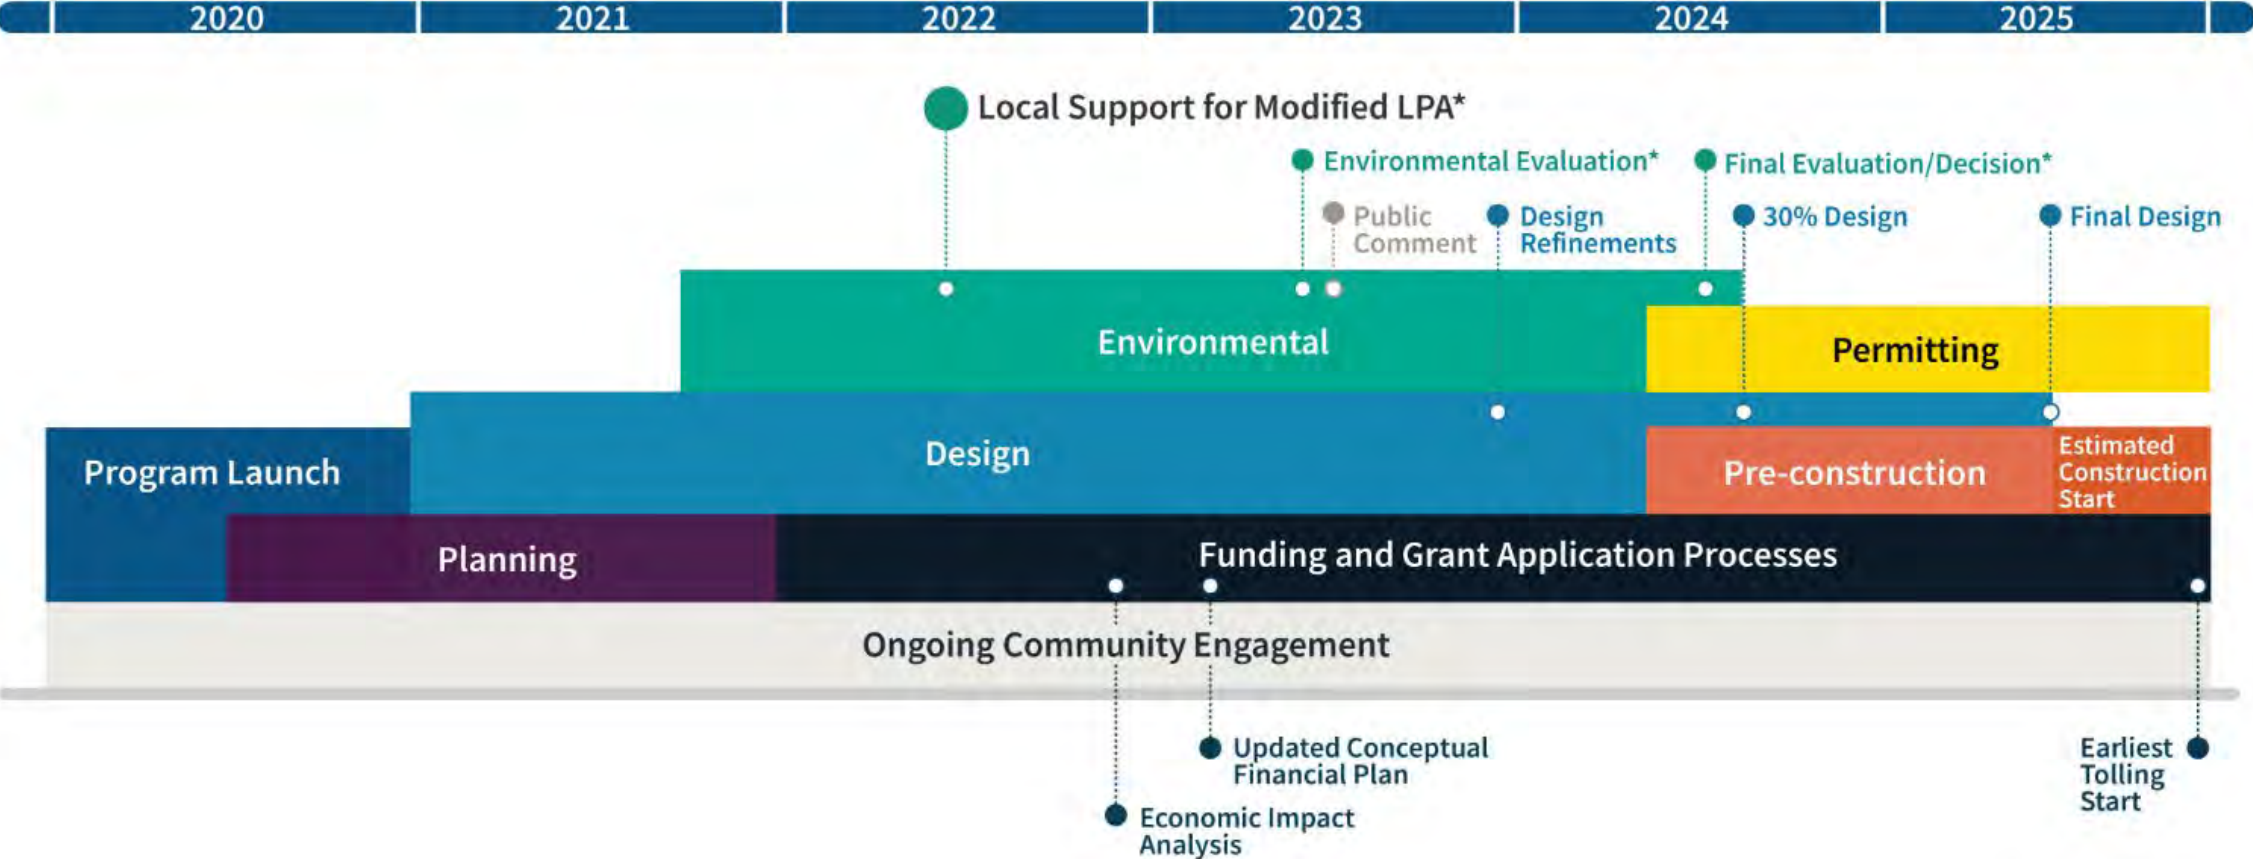 2020 2021 2022 2023 2024 2025
Local Support for Modified LPA*
Environmental Evaluation*
Final Evaluation/Decision*
Public
Comment
Design
Refinements
30% Design
Final Design
Environmental
Permitting
Program Launch
Design
Pre-construction
Estimated
Construction
Start
Planning
Funding and Grant Application Processes
Ongoing Community Engagement
Updated Conceptual
Financial Plan
Earliest
Tolling
Start
Economic Impact
Analysis